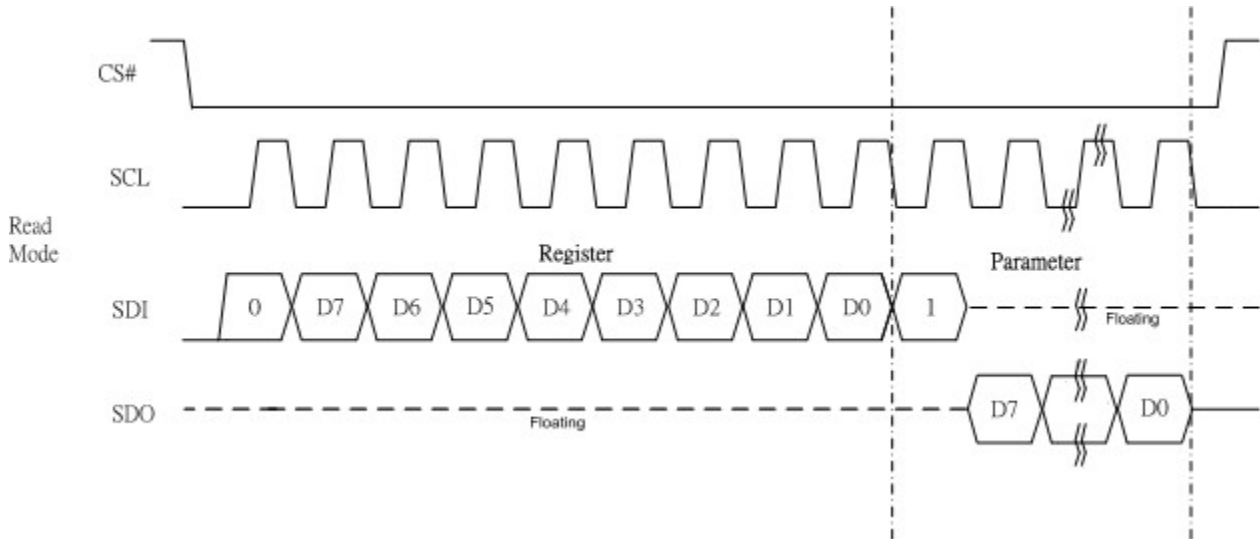 CS#
SCL
Read
Mode
Register
Parameter
SDI
0 D7 D6 D5 D4 D3 D2 D1 D0 1
Floating
SDO
Floating
D7 D0